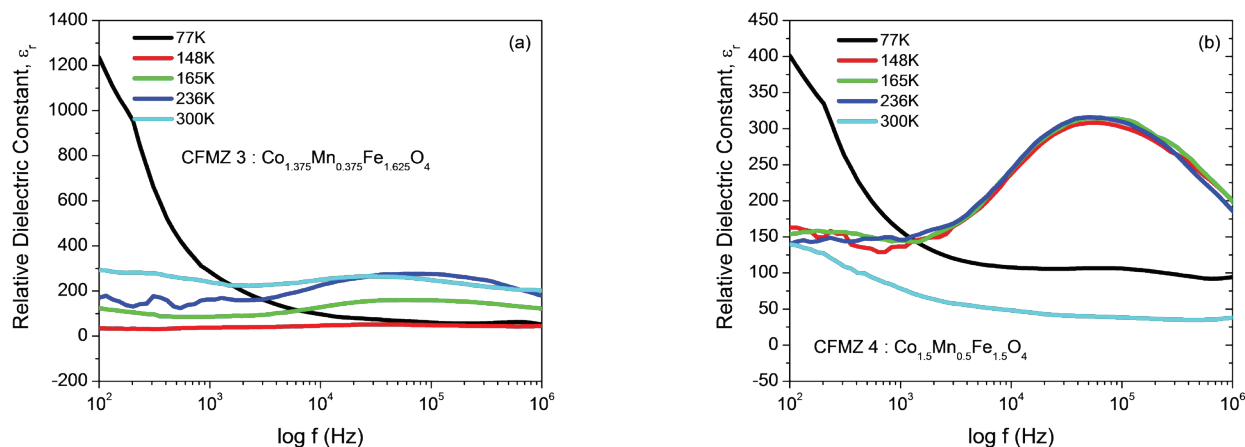 (a)
77K
148K
165K
236K
300K
CFMZ 3 : Co1.375Mn0.375Fe1.625O4
Relative Dielectric Constant, εr
1400
1200
1000
800
600
400
200
0
-200
10^2
10^3
10^4
10^5
10^6
log f (Hz)
(b)
77K
148K
165K
236K
300K
CFMZ 4 : Co1.5Mn0.5Fe1.5O4
Relative Dielectric Constant, εr
450
400
350
300
250
200
150
100
50
0
-50
10^2
10^3
10^4
10^5
10^6
log f (Hz)